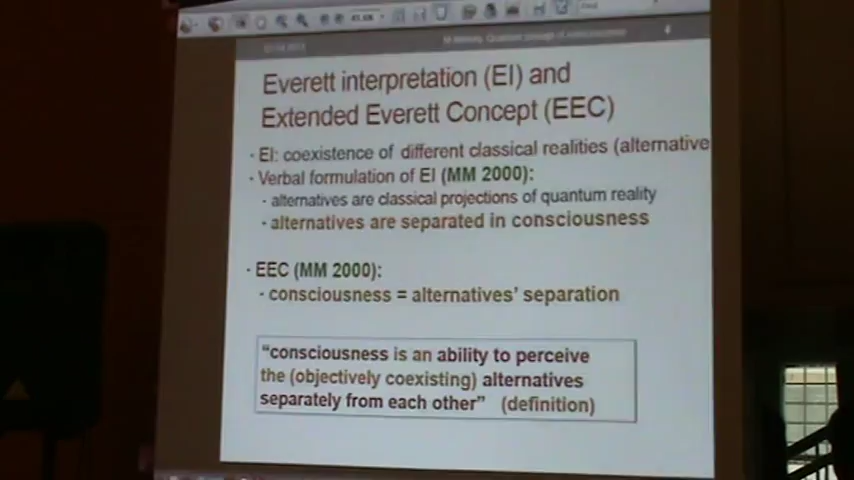 Everett interpretation (EI) and
Extended Everett Concept (EEC)
· EI: coexistence of different classical realities (alternative
· Verbal formulation of EI (MM 2000):
· alternatives are classical projections of quantum reality
· alternatives are separated in consciousness
· EEC (MM 2000):
· consciousness = alternatives' separation
"consciousness is an ability to perceive
the (objectively coexisting) alternatives
separately from each other" (definition)